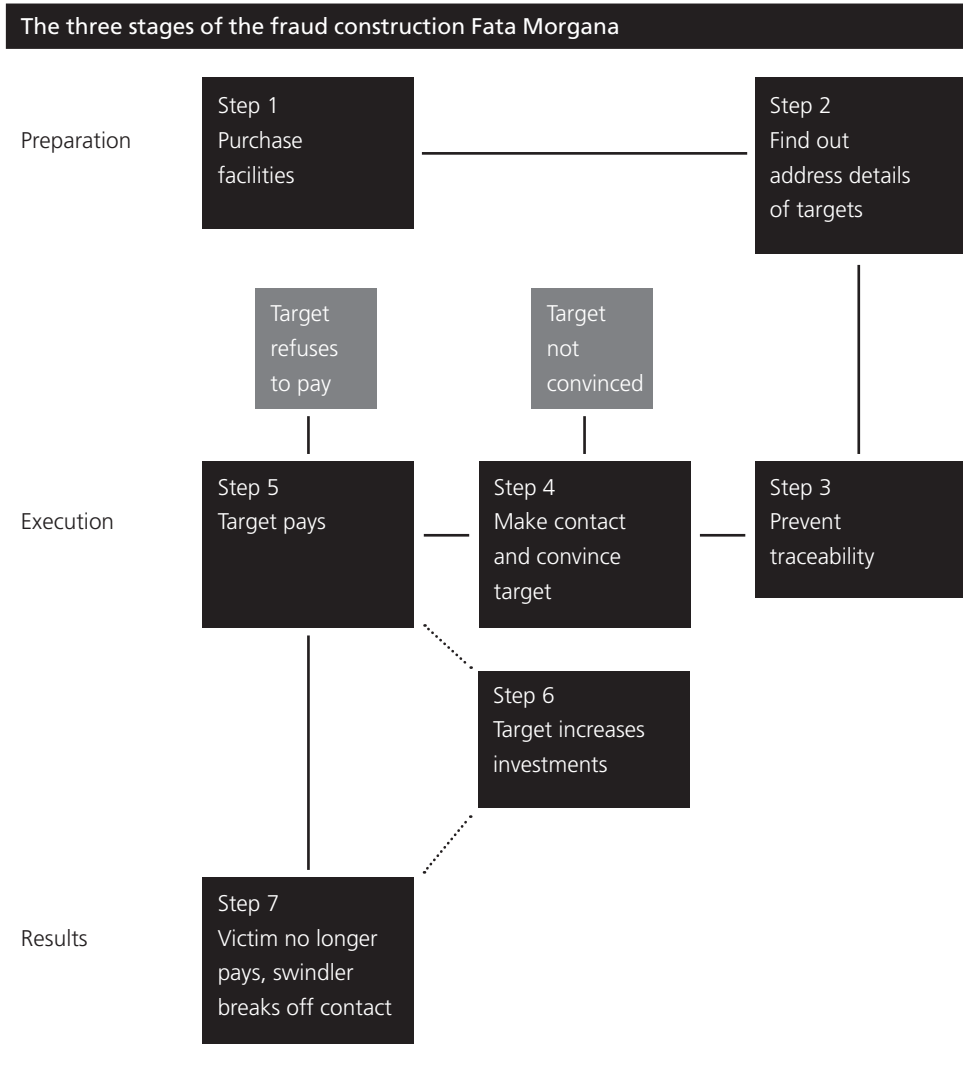 The three stages of the fraud construction Fata Morgana
Preparation
Step 1
Purchase
facilities
Step 2
Find out
address details
of targets
Target
refuses
to pay
Target
not
convinced
Execution
Step 5
Target pays
Step 4
Make contact
and convince
target
Step 3
Prevent
traceability
Step 6
Target increases
investments
Results
Step 7
Victim no longer
pays, swindler
breaks off contact